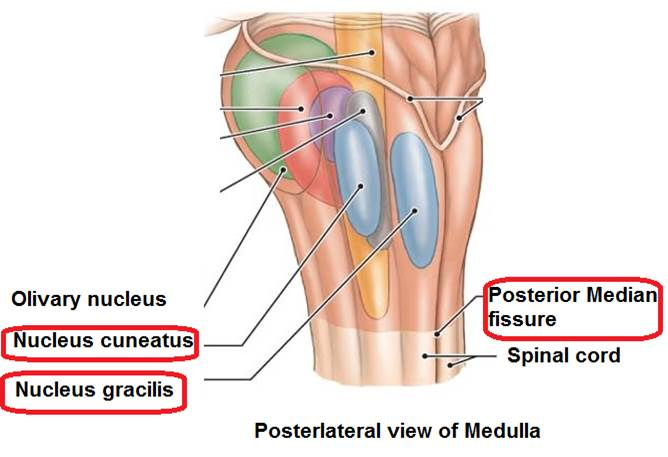 Olivary nucleus
Nucleus cuneatus
Nucleus gracilis
Posterior Median
fissure
Spinal cord
Posterlateral view of Medulla